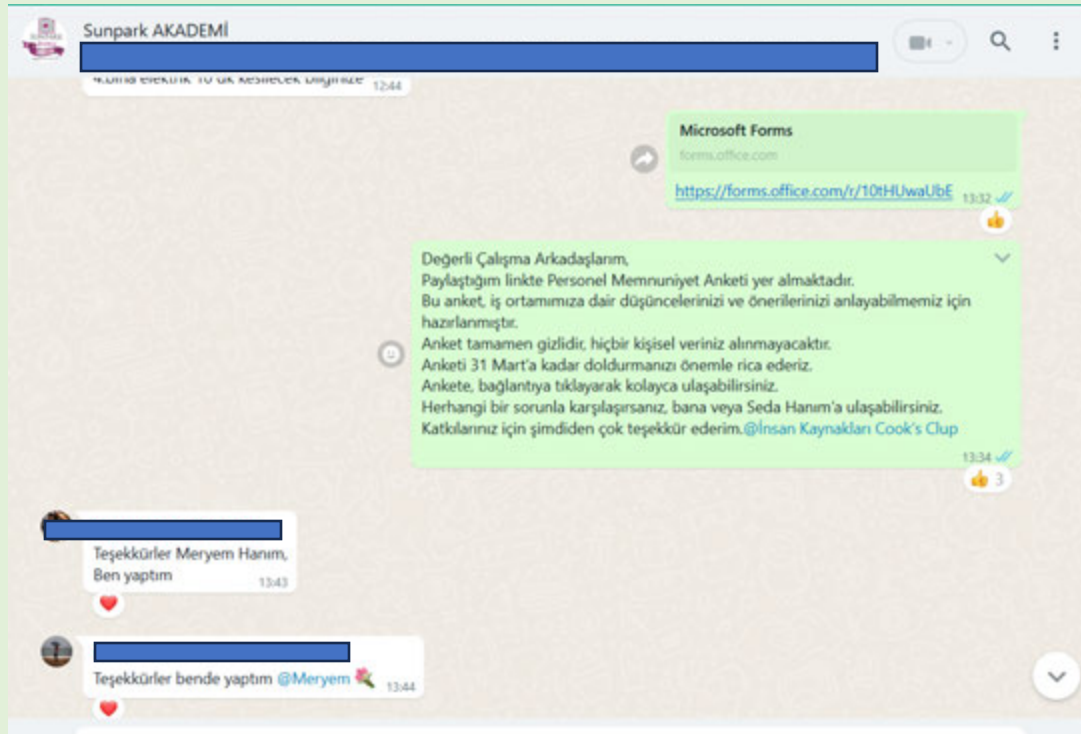 Sunpark AKADEMİ
4.bina elektrik 10 dk kesilecek bilginize 12:44
Microsoft Forms
forms.office.com
https://forms.office.com/r/10tHUwaUbE 13:32
Değerli Çalışma Arkadaşlarım,
Paylaştığım linkte Personel Memnuniyet Anketi yer almaktadır.
Bu anket, iş ortamımıza dair düşüncelerinizi ve önerilerinizi anlayabilmemiz için
hazırlanmıştır.
Anket tamamen gizlidir, hiçbir kişisel veriniz alınmayacaktır.
Anketi 31 Mart'a kadar doldurmanızı önemle rica ederiz.
Ankete, bağlantıya tıklayarak kolayca ulaşabilirsiniz.
Herhangi bir sorunla karşılaşırsanız, bana veya Seda Hanım'a ulaşabilirsiniz.
Katkılarınız için şimdiden çok teşekkür ederim.@İnsan Kaynakları Cook's Clup
13:34
👍 3
Teşekkürler Meryem Hanım,
Ben yaptım 13:43
Teşekkürler bende yaptım @Meryem 💐 13:44